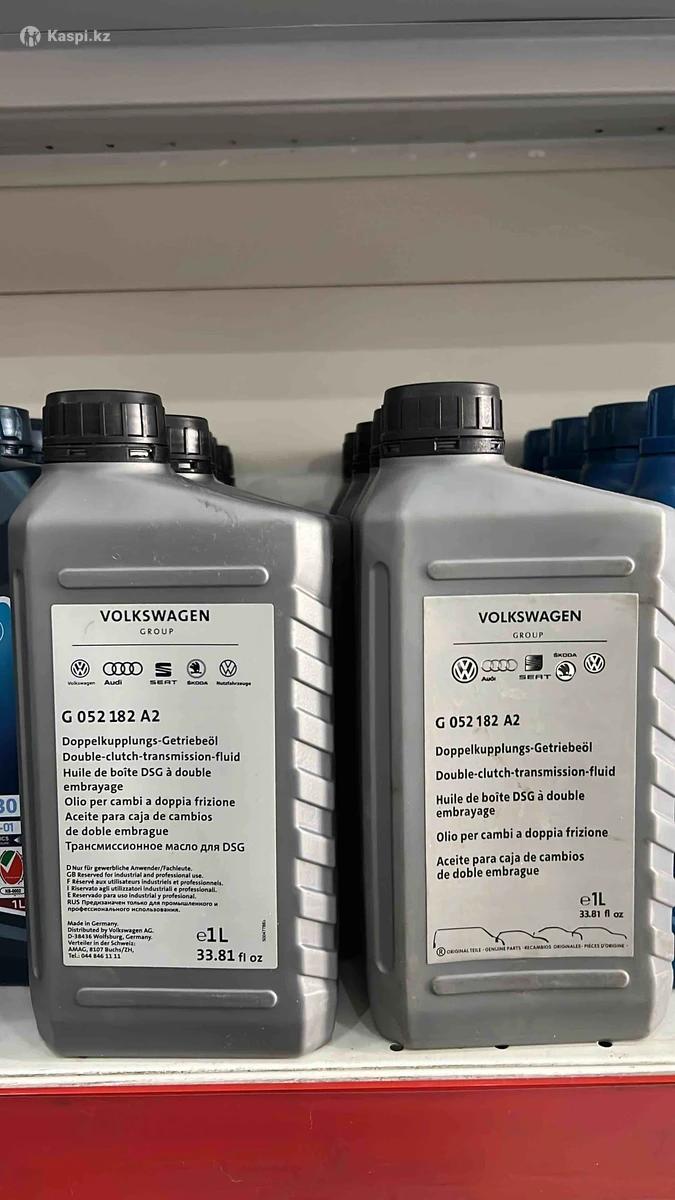 Kaspi.kz
VOLKSWAGEN
GROUP
Volkswagen Audi SEAT ŠKODA Nutzfahrzeuge
G 052 182 A2
Doppelkupplungs-Getriebeöl
Double-clutch-transmission-fluid
Huile de boîte DSG à double
embrayage
Olio per cambi a doppia frizione
Aceite para caja de cambios
de doble embrague
Трансмиссионное масло для DSG
D Nur für gewerbliche Anwender/Fachleute.
GB Reserved for industrial and professional use.
F Réservé aux utilisateurs industriels et professionnels.
I Riservato agli utilizzatori industriali e professionali.
E Reservado para uso industrial y profesional.
RUS Предназначен только для промышленного и
профессионального использования.
Made in Germany.
Distributed by Volkswagen AG.
D-38436 Wolfsburg, Germany.
Verteiler in der Schweiz:
AMAG, 8107 Buchs/ZH,
Tel.: 044 846 11 11
e1L
33.81 fl oz
VOLKSWAGEN
GROUP
Audi SEAT ŠKODA
G 052 182 A2
Doppelkupplungs-Getriebeöl
Double-clutch-transmission-fluid
Huile de boîte DSG à double
embrayage
Olio per cambi a doppia frizione
Aceite para caja de cambios
de doble embrague
e1L
33.81 fl oz
® ORIGINAL TEILE · GENUINE PARTS · RECAMBIOS ORIGINALES · PIÈCES D'ORIGINE ·
30
-01
1L